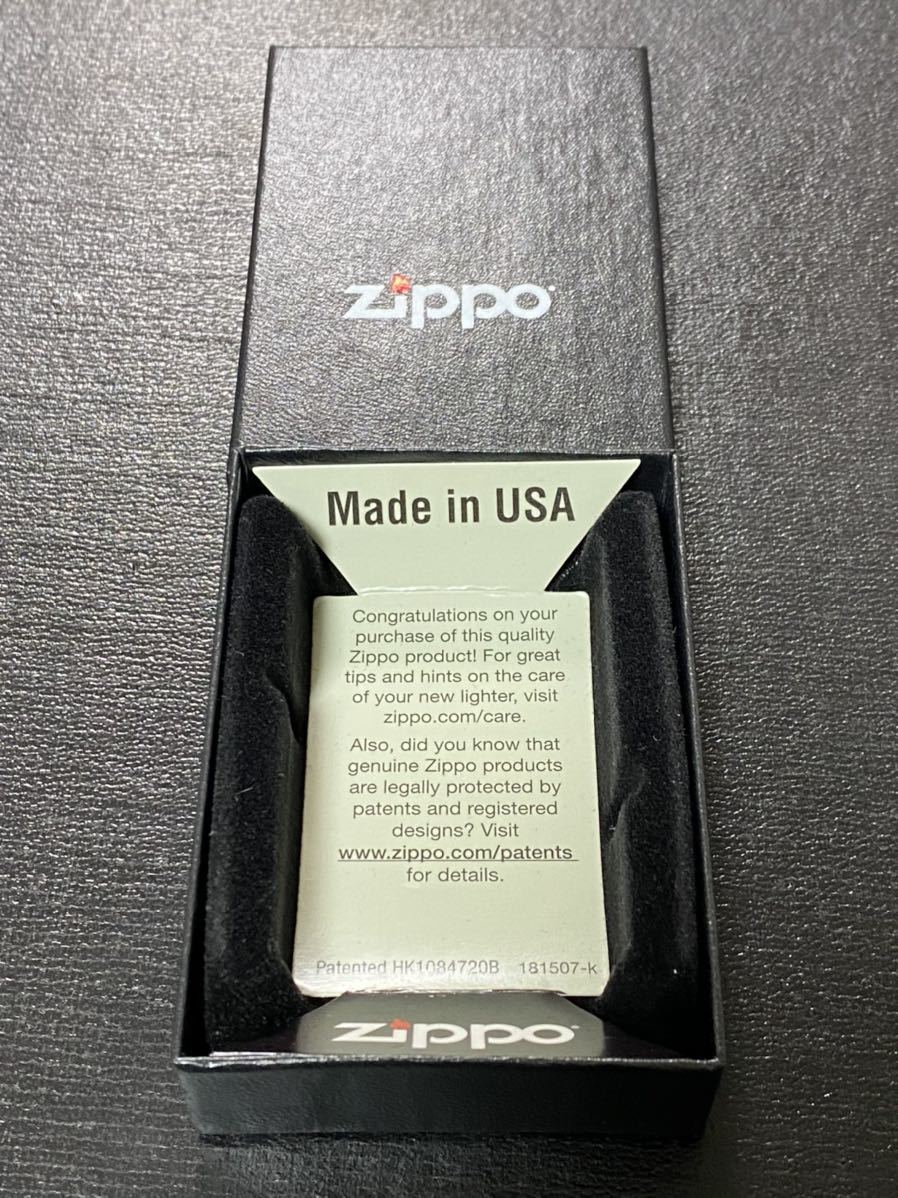 zippo
Made in USA
Congratulations on your
purchase of this quality
Zippo product! For great
tips and hints on the care
of your new lighter, visit
zippo.com/care.
Also, did you know that
genuine Zippo products
are legally protected by
patents and registered
designs? Visit
www.zippo.com/patents
for details.
Patented HK1084720B 181507-k
zippo